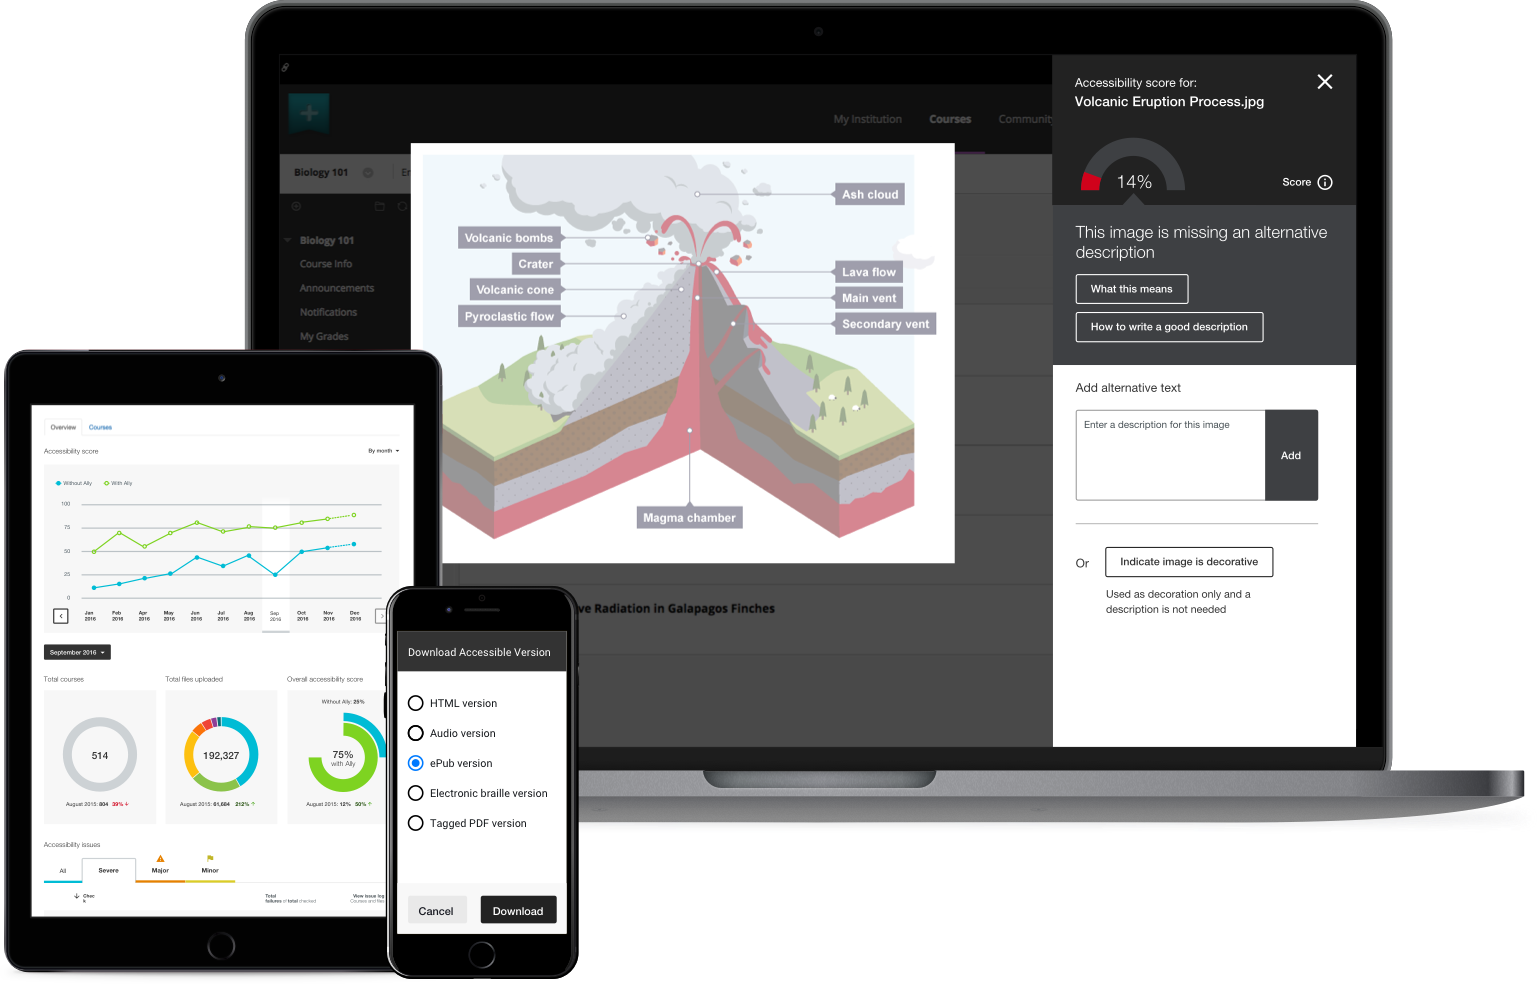 My Institution
Courses
Community
Biology 101
Er
Biology 101
Course Info
Announcements
Notifications
My Grades
Ash cloud
Volcanic bombs
Crater
Volcanic cone
Pyroclastic flow
Lava flow
Main vent
Secondary vent
Magma chamber
ve Radiation in Galapagos Finches
Accessibility score for:
Volcanic Eruption Process.jpg
14%
Score
This image is missing an alternative
description
What this means
How to write a good description
Add alternative text
Enter a description for this image
Add
Or
Indicate image is decorative
Used as decoration only and a
description is not needed
Overview Courses
Accessibility score
By month
Without Ally With Ally
100
75
50
25
0
Jan Feb Apr May Jun Jul Aug Sep Oct Nov Dec
2016 2016 2016 2016 2016 2016 2016 2016 2016 2016 2016
September 2016
Total courses
514
August 2015: 804 39%
Total files uploaded
192,327
August 2015: 61,684 212%
Overall accessibility score
Without Ally: 25%
75%
with Ally
August 2015: 12% 50%
Accessibility issues
All Severe Major Minor
Chec
k
Total
failures of total checked
View issue log
Courses and files
Download Accessible Version
HTML version
Audio version
ePub version
Electronic braille version
Tagged PDF version
Cancel Download